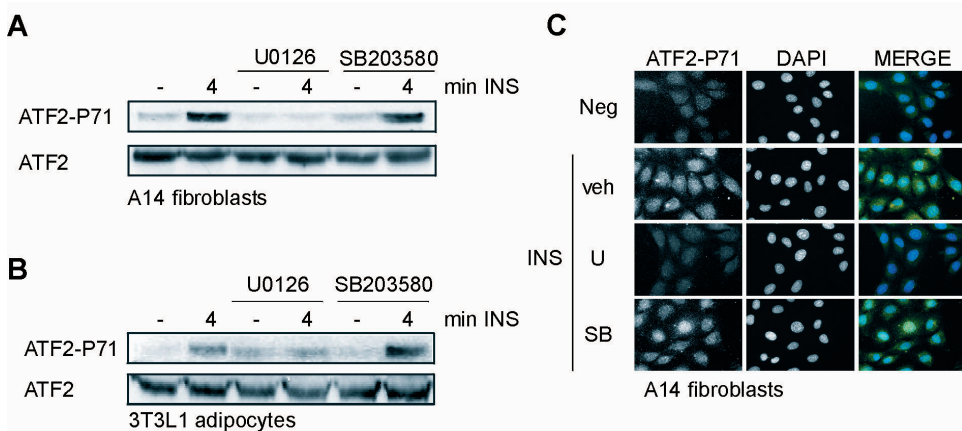 A
U0126 SB203580
- 4 - 4 - 4 min INS
ATF2-P71
ATF2
A14 fibroblasts
B
U0126 SB203580
- 4 - 4 - 4 min INS
ATF2-P71
ATF2
3T3L1 adipocytes
C
ATF2-P71 DAPI MERGE
Neg
veh
INS U
SB
A14 fibroblasts